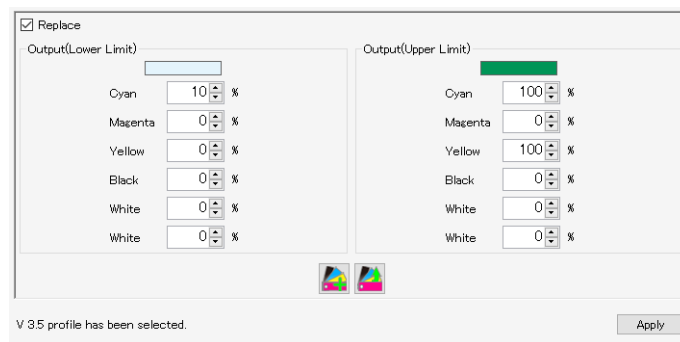 Replace
Output(Lower Limit) Output(Upper Limit)
Cyan 10 % Cyan 100 %
Magenta 0 % Magenta 0 %
Yellow 0 % Yellow 100 %
Black 0 % Black 0 %
White 0 % White 0 %
White 0 % White 0 %
V 3.5 profile has been selected. Apply